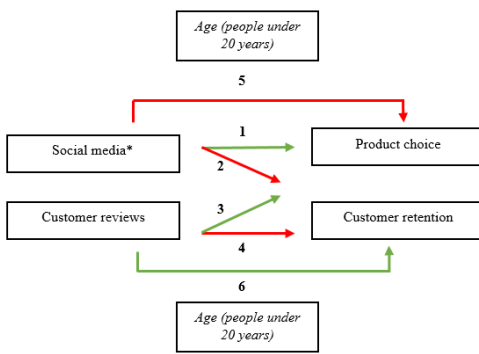 Age (people under
20 years)
5
1
Social media*
Product choice
2
3
Customer reviews
Customer retention
4
6
Age (people under
20 years)